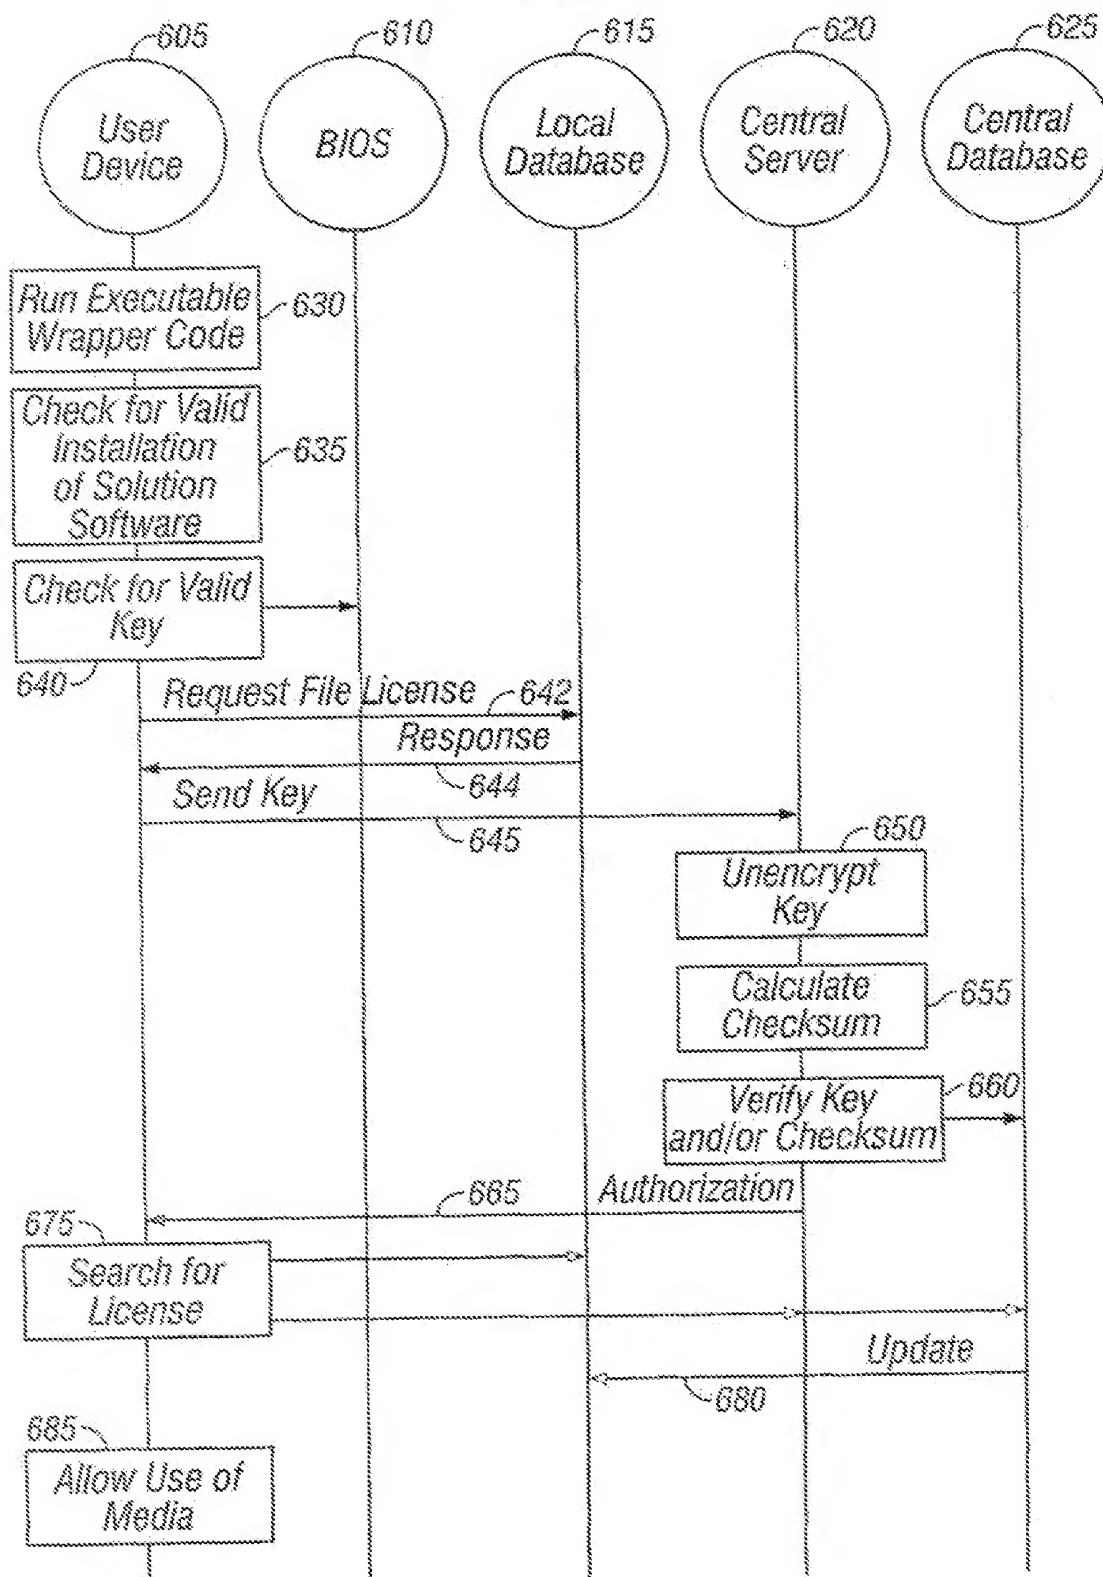 605
610
615
620
625
User
Device
BIOS
Local
Database
Central
Server
Central
Database
Run Executable
Wrapper Code
630
Check for Valid
Installation
of Solution
Software
635
Check for Valid
Key
640
Request File License
642
Response
644
Send Key
645
650
Unencrypt
Key
Calculate
Checksum
655
Verify Key
and/or Checksum
660
Authorization
665
675
Search for
License
Update
680
685
Allow Use of
Media